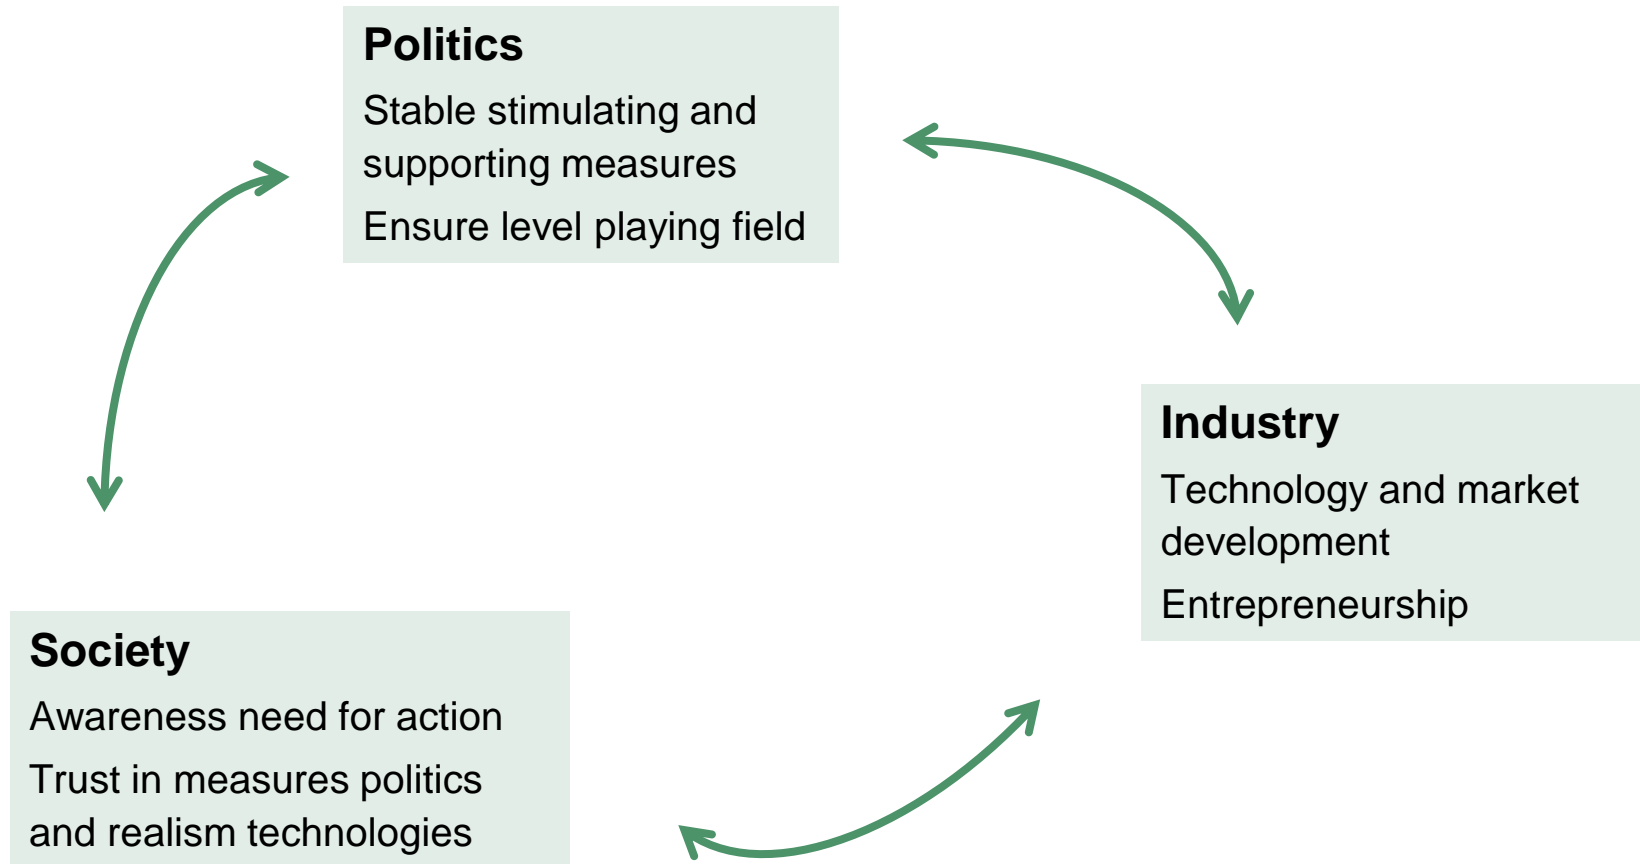 Politics
Stable stimulating and
supporting measures
Ensure level playing field
Industry
Technology and market
development
Entrepreneurship
Society
Awareness need for action
Trust in measures politics
and realism technologies